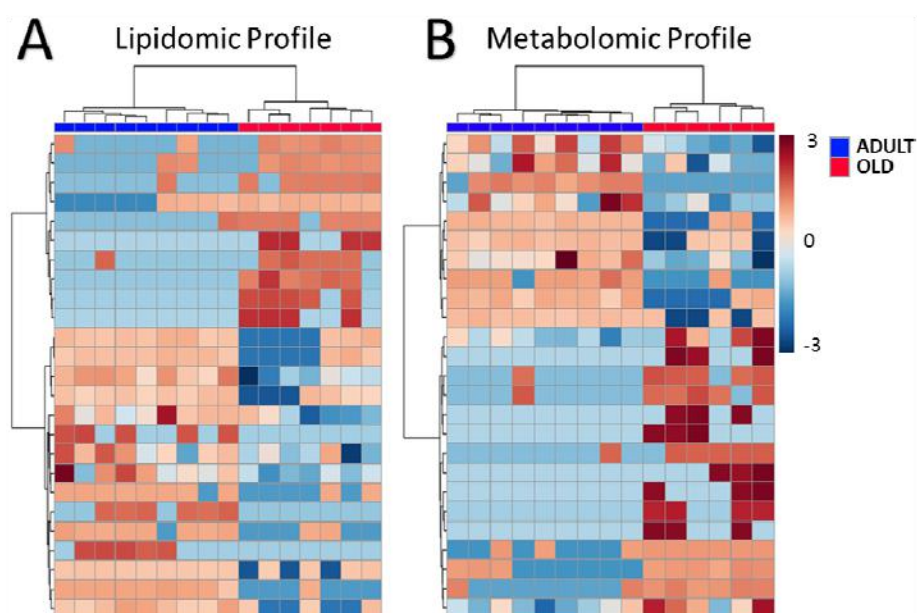 A Lipidomic Profile
B Metabolomic Profile
3
0
-3
ADULT
OLD